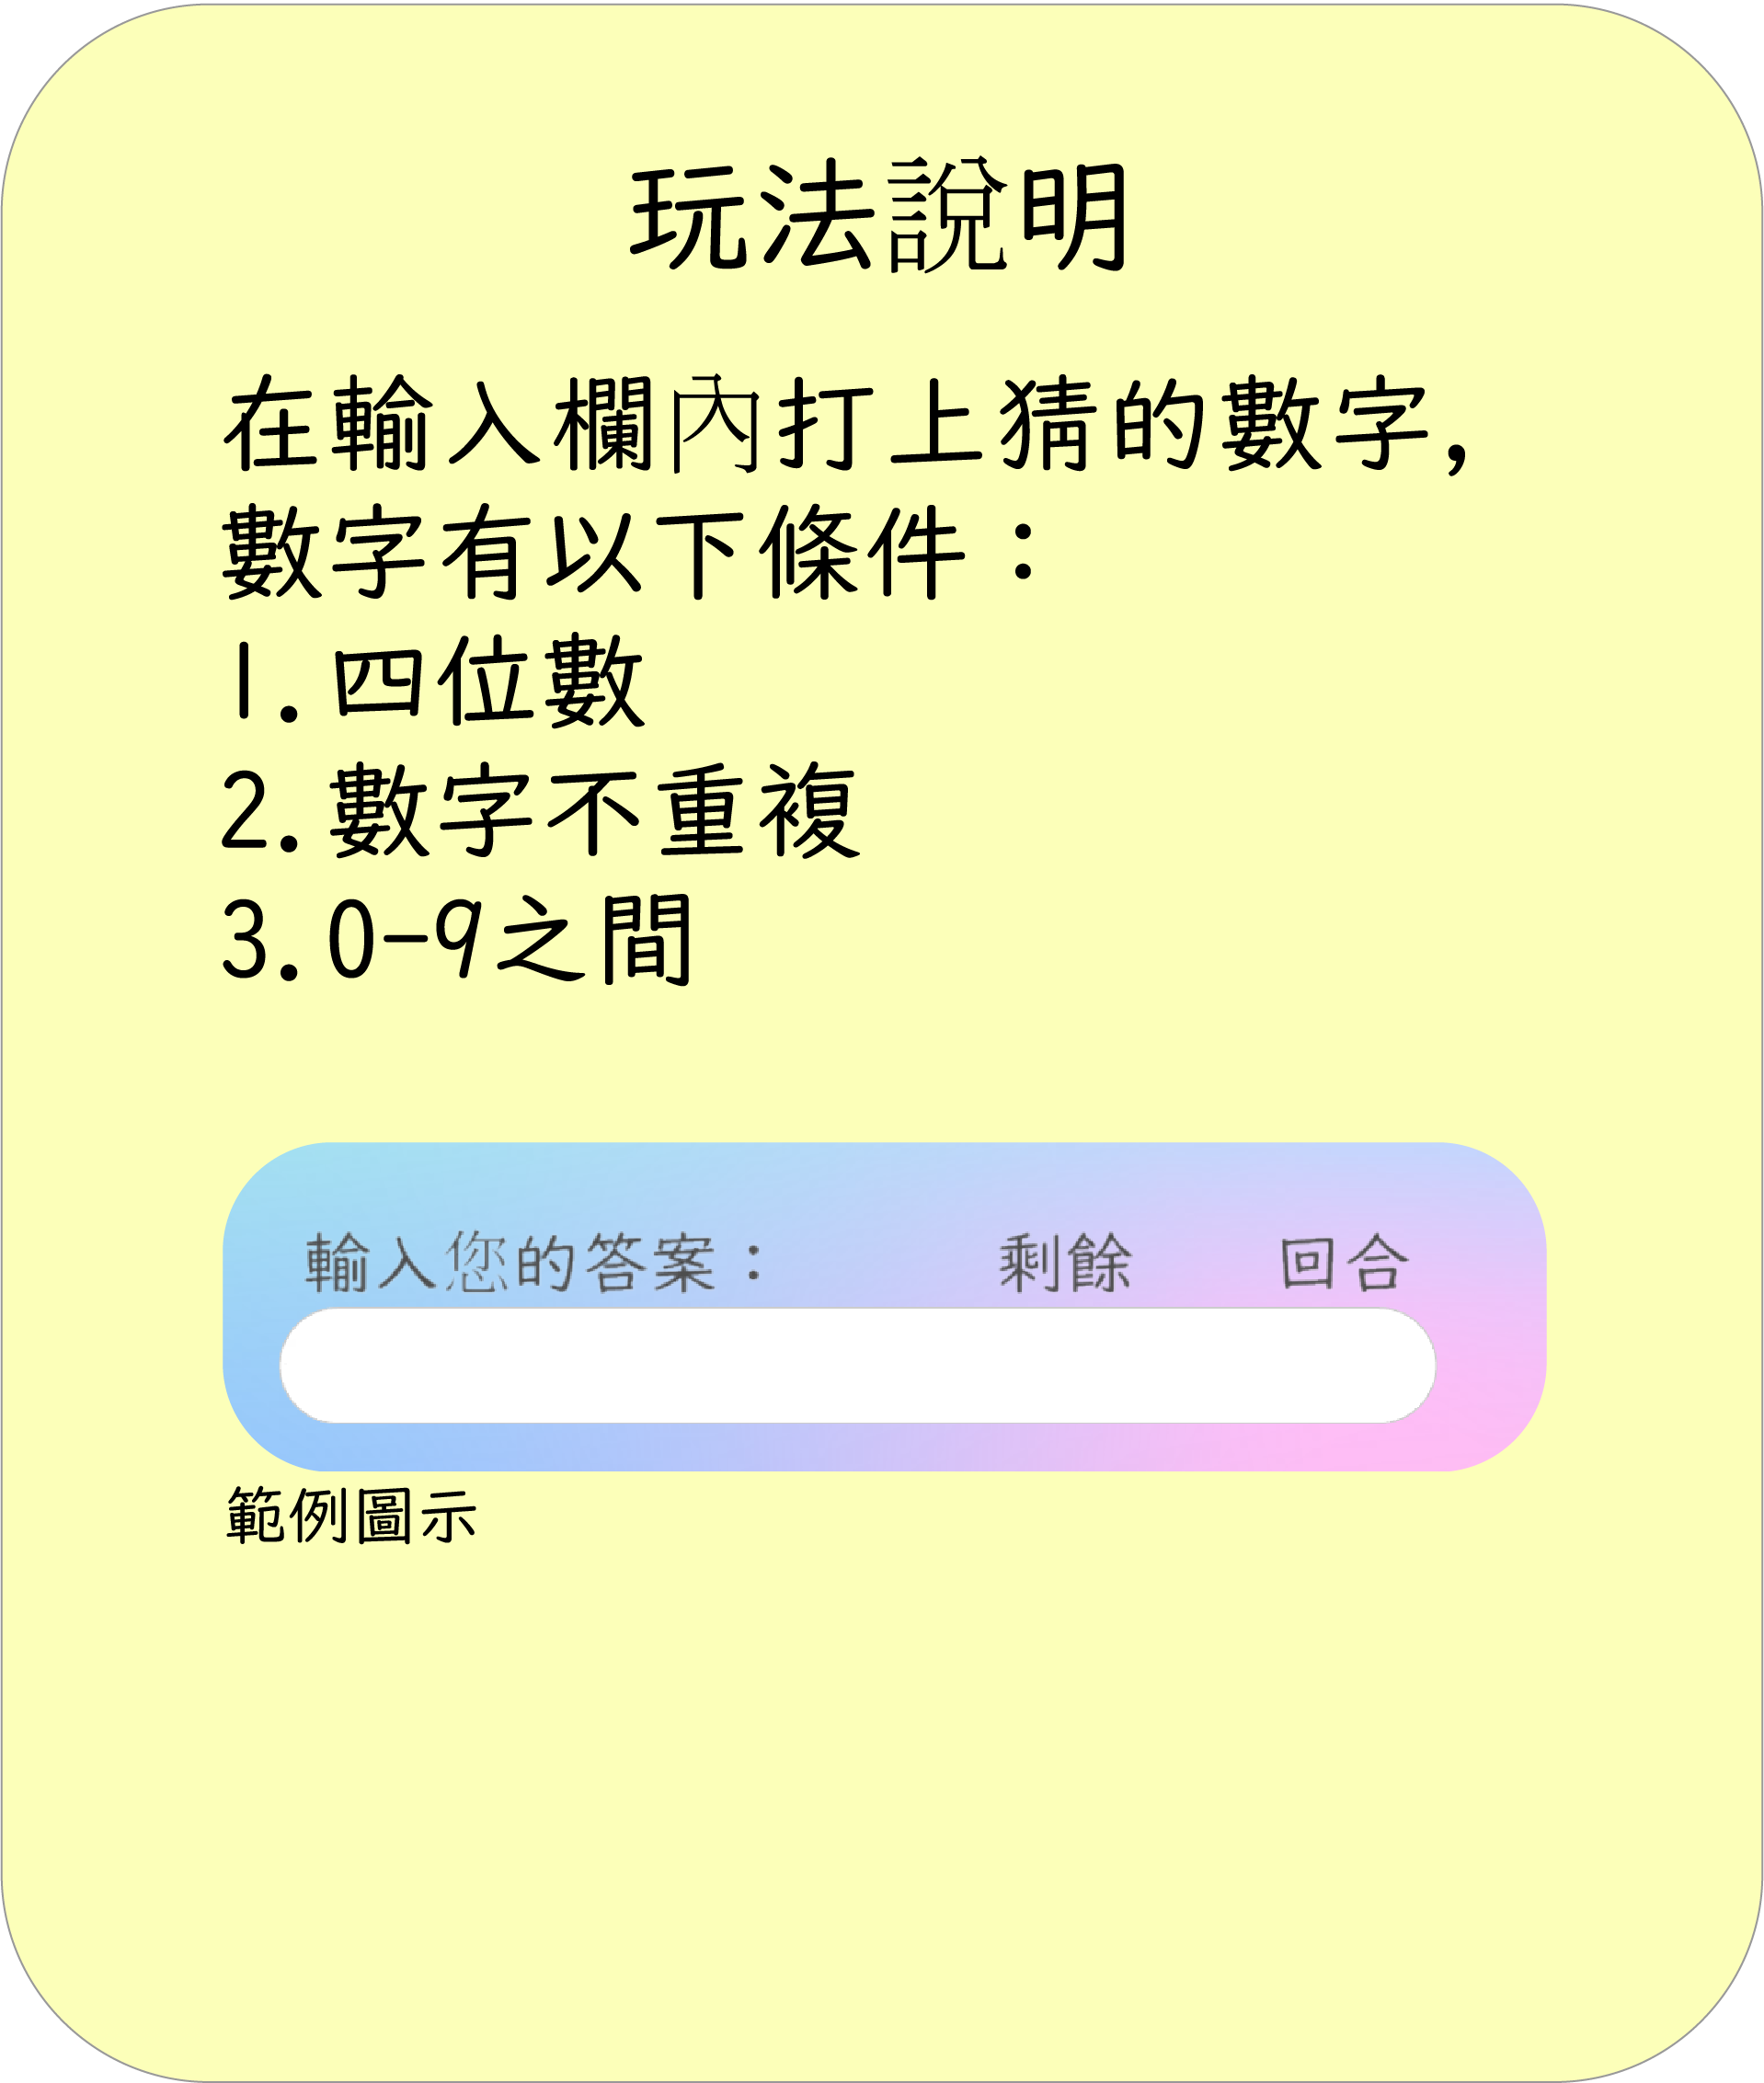 玩法說明
在輸入欄內打上猜的數字,
數字有以下條件：
1.四位數
2.數字不重複
3.0-9之間
輸入您的答案： 剩餘 回合
範例圖示